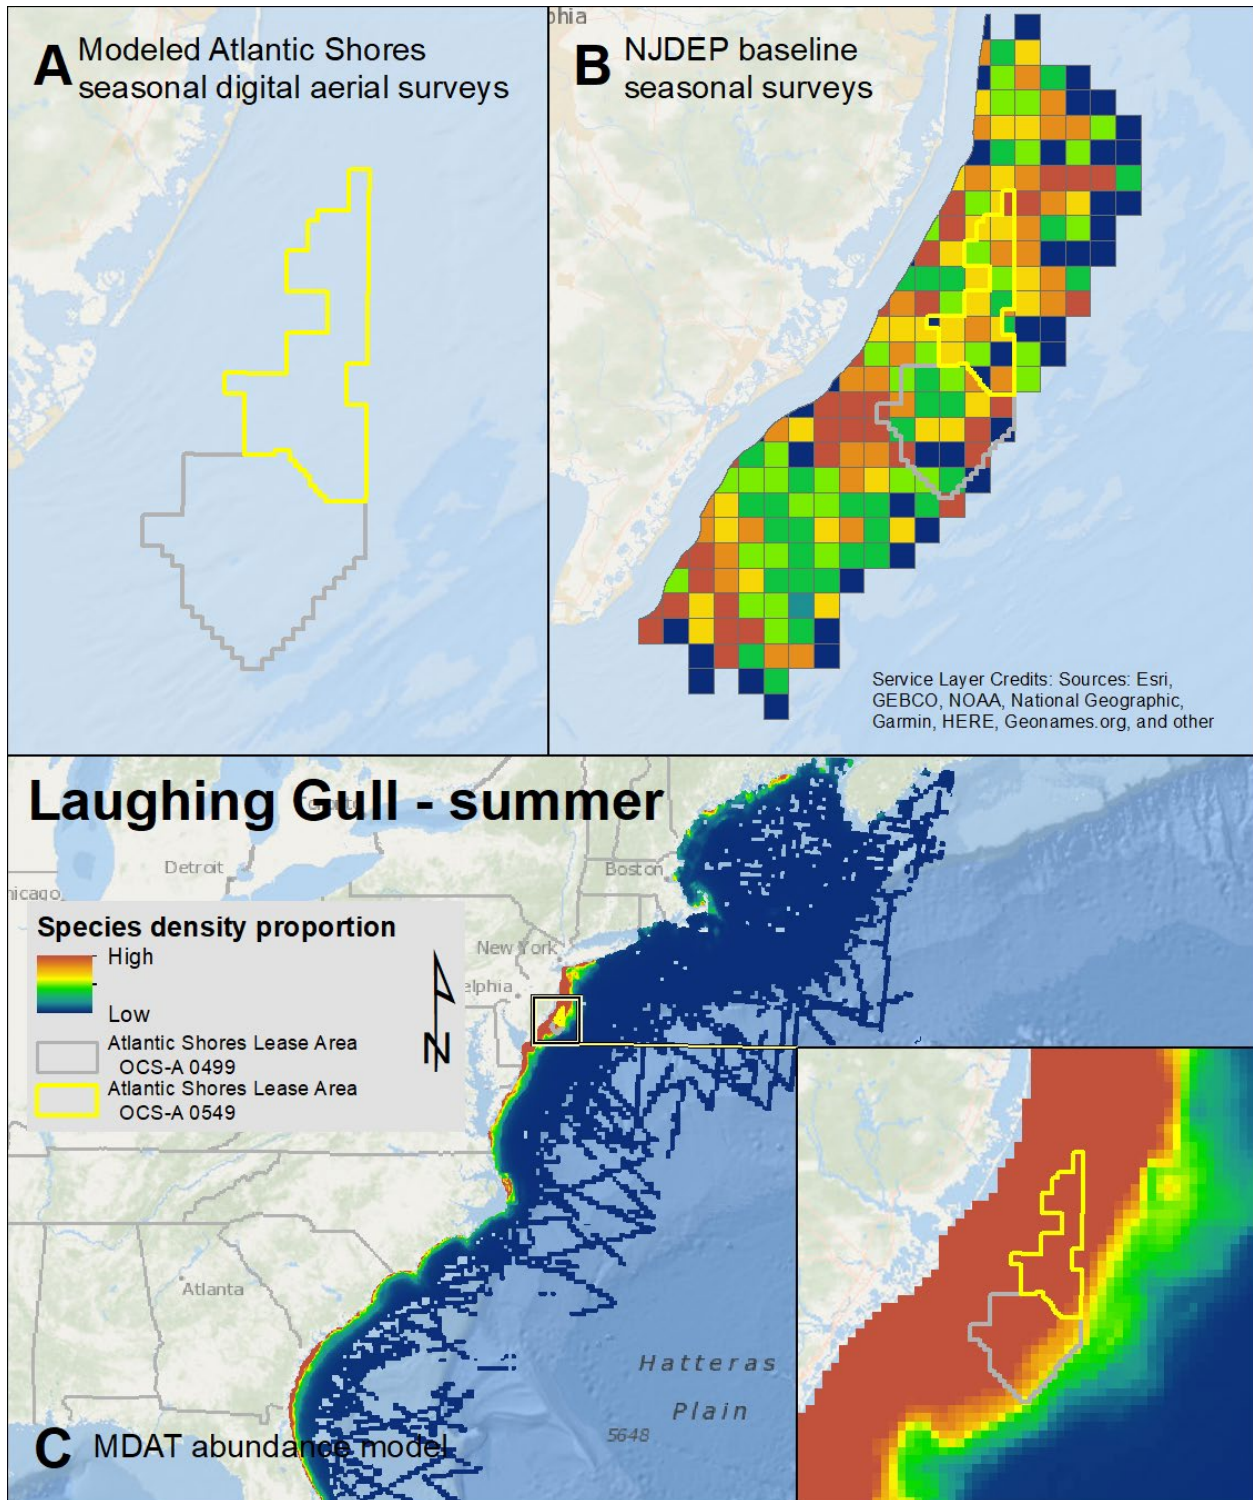 A Modeled Atlantic Shores
seasonal digital aerial surveys
phia
B NJDEP baseline
seasonal surveys
Service Layer Credits: Sources: Esri,
GEBCO, NOAA, National Geographic,
Garmin, HERE, Geonames.org, and other
Laughing Gull - summer
Detroit
Boston
hicago
Species density proportion
High
Low
New York
elphia
N
Atlantic Shores Lease Area
OCS-A 0499
Atlantic Shores Lease Area
OCS-A 0549
Atlanta
Hatteras
Plain
5648
C MDAT abundance model